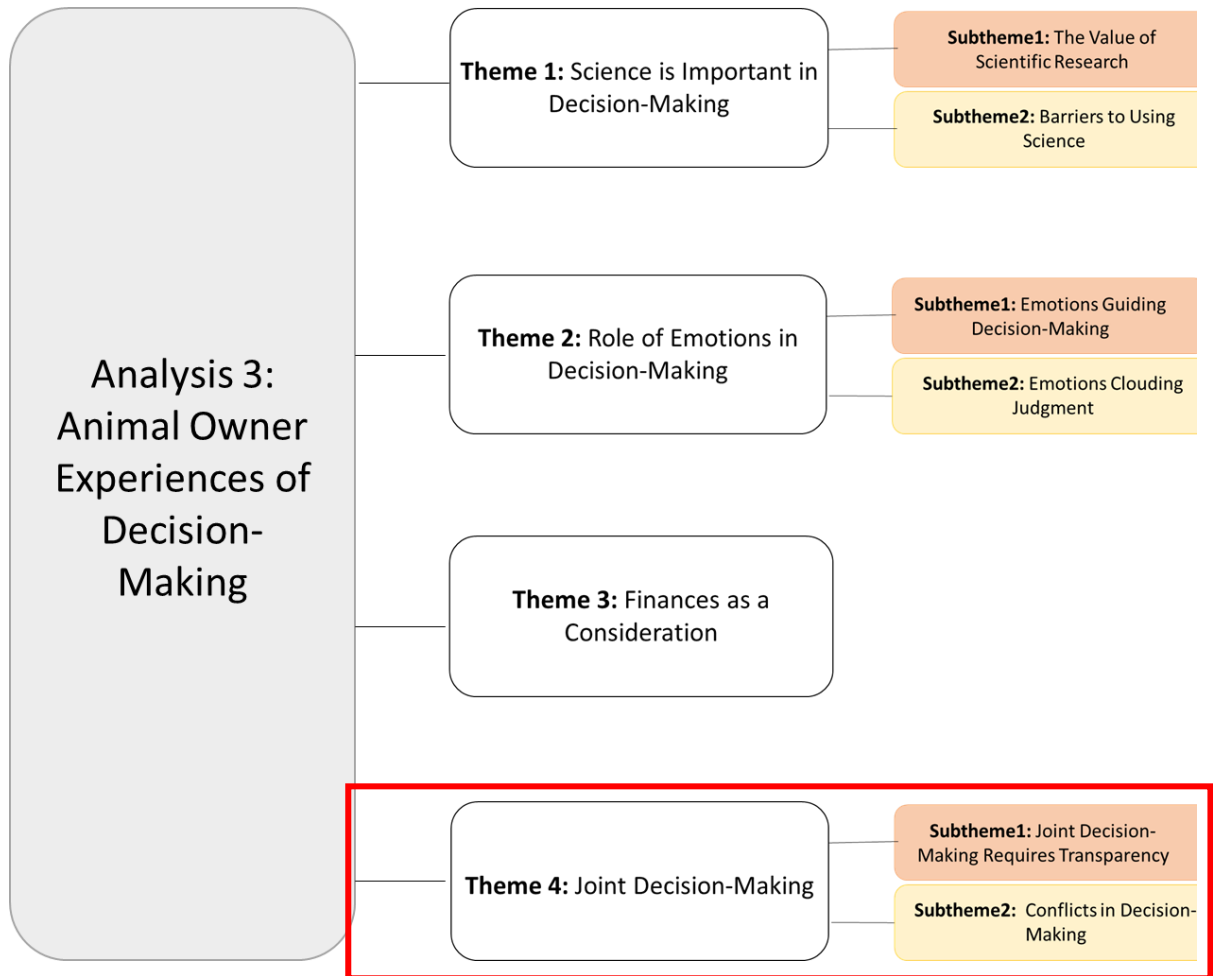 Analysis 3:
Animal Owner
Experiences of
Decision-
Making
Theme 1: Science is Important in
Decision-Making
Subtheme1: The Value of
Scientific Research
Subtheme2: Barriers to Using
Science
Theme 2: Role of Emotions in
Decision-Making
Subtheme1: Emotions Guiding
Decision-Making
Subtheme2: Emotions Clouding
Judgment
Theme 3: Finances as a
Consideration
Theme 4: Joint Decision-Making
Subtheme1: Joint Decision-
Making Requires Transparency
Subtheme2: Conflicts in Decision-
Making